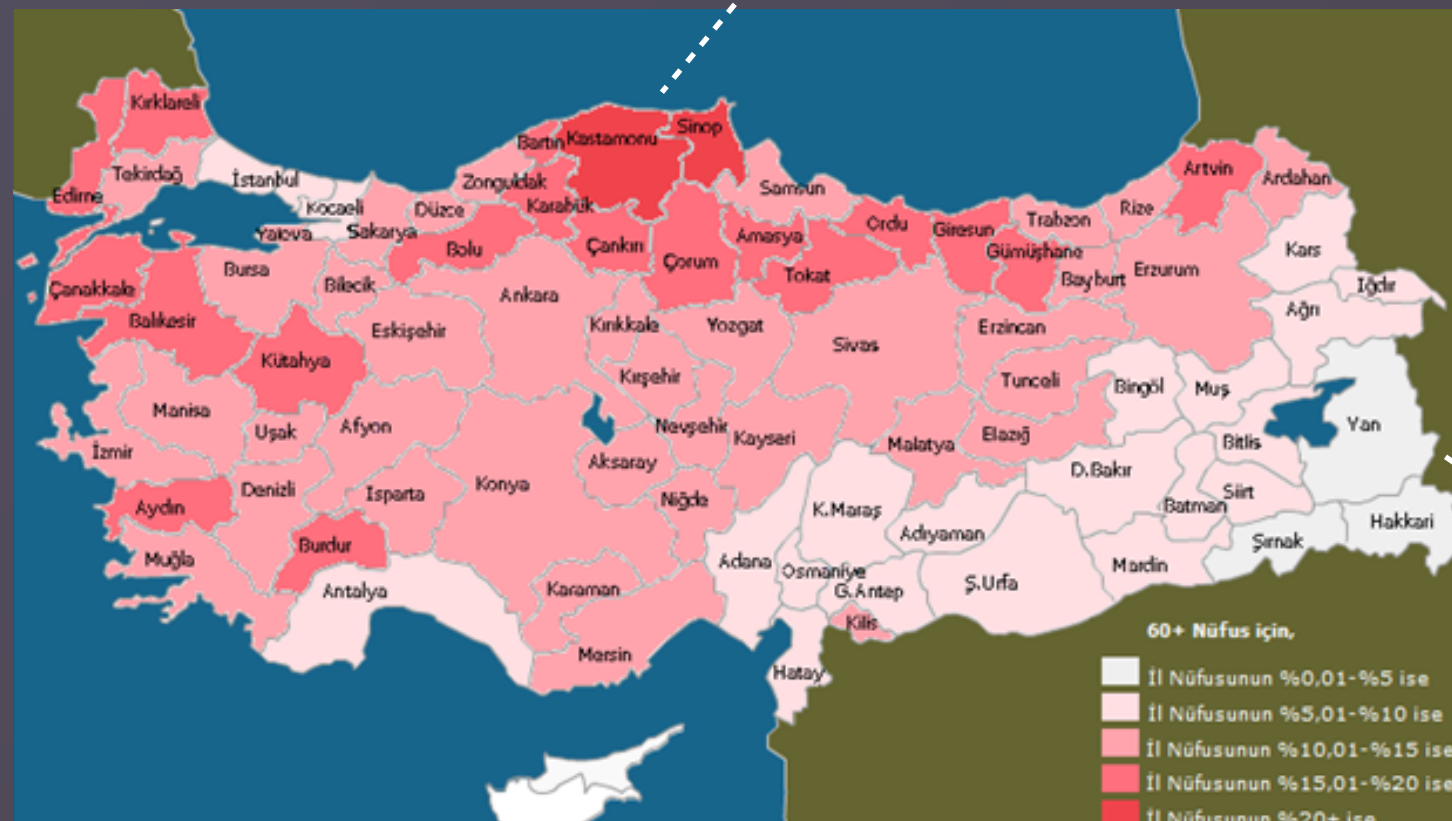 Kırklareli
Edirne
Tekirdağ
İstanbul
Kocaeli
Yalova
Sakarya
Düzce
Zonguldak
Bartın
Kastamonu
Sinop
Karabük
Bolu
Çankırı
Çorum
Samsun
Amasya
Tokat
Ordu
Giresun
Trabzon
Gümüşhane
Rize
Bayburt
Artvin
Ardahan
Kars
Iğdır
Ağrı
Erzurum
Çanakkale
Balıkesir
Bursa
Bilecik
Kütahya
Eskişehir
Ankara
Kırıkkale
Yozgat
Sivas
Erzincan
Tunceli
Bingöl
Muş
Yan
Bitlis
Kırşehir
Nevşehir
Kayseri
Malatya
Elazığ
D.Bakır
Batman
Siirt
Şırnak
Hakkari
Manisa
İzmir
Uşak
Afyon
Aydın
Denizli
Isparta
Konya
Aksaray
Niğde
Muğla
Burdur
Antalya
Karaman
Mersin
Adana
K.Maraş
Osmaniye
G.Antep
Adıyaman
Ş.Urfa
Mardin
Kilis
Hatay
60+ Nüfus için,
İl Nüfusunun %0,01-%5 ise
İl Nüfusunun %5,01-%10 ise
İl Nüfusunun %10,01-%15 ise
İl Nüfusunun %15,01-%20 ise
İl Nüfusunun %20+ ise